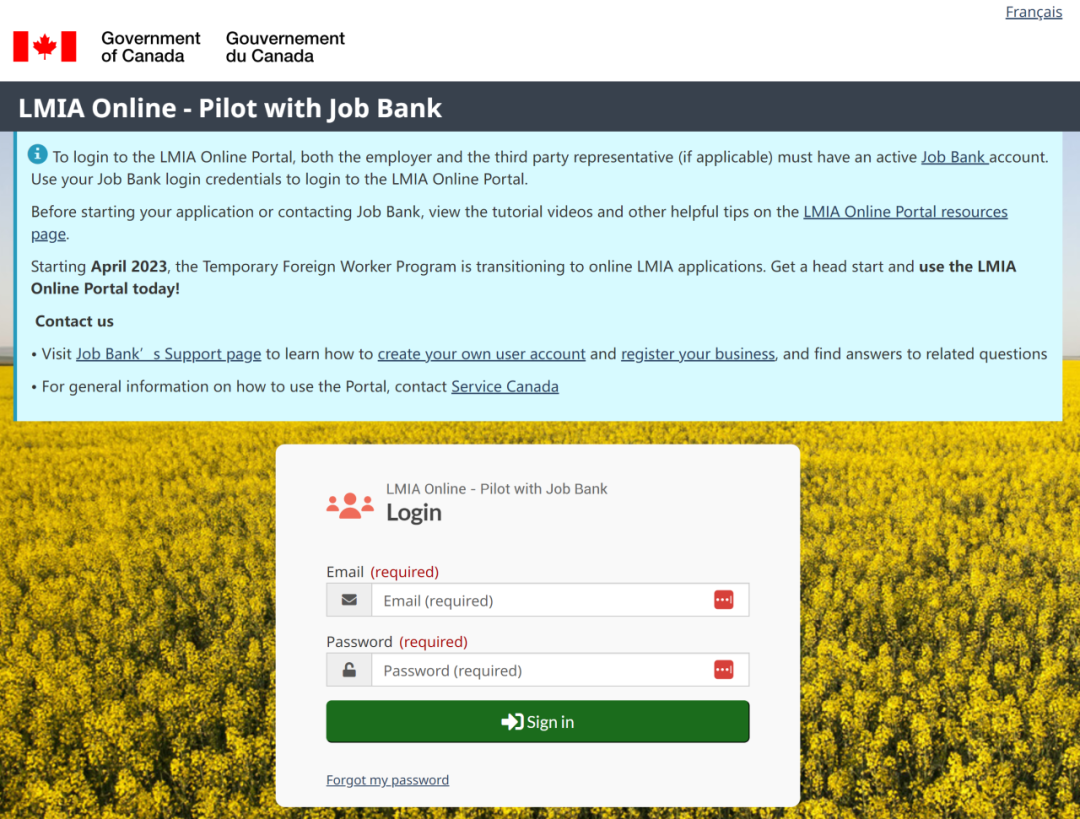 Français
Government of Canada
Gouvernement du Canada
LMIA Online - Pilot with Job Bank
To login to the LMIA Online Portal, both the employer and the third party representative (if applicable) must have an active Job Bank account.
Use your Job Bank login credentials to login to the LMIA Online Portal.
Before starting your application or contacting Job Bank, view the tutorial videos and other helpful tips on the LMIA Online Portal resources
page.
Starting April 2023, the Temporary Foreign Worker Program is transitioning to online LMIA applications. Get a head start and use the LMIA
Online Portal today!
Contact us
• Visit Job Bank’s Support page to learn how to create your own user account and register your business, and find answers to related questions
• For general information on how to use the Portal, contact Service Canada
LMIA Online - Pilot with Job Bank
Login
Email (required)
Email (required)
Password (required)
Password (required)
Sign in
Forgot my password